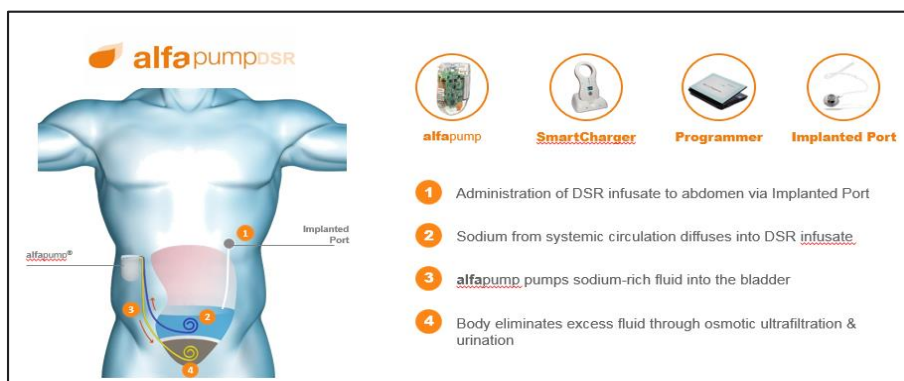 alfapumpDSR
Implanted
Port
alfapump®
1
2
3
4
alfapump
SmartCharger
Programmer
Implanted Port
1 Administration of DSR infusate to abdomen via Implanted Port
2 Sodium from systemic circulation diffuses into DSR infusate
3 alfapump pumps sodium-rich fluid into the bladder
4 Body eliminates excess fluid through osmotic ultrafiltration &
urination